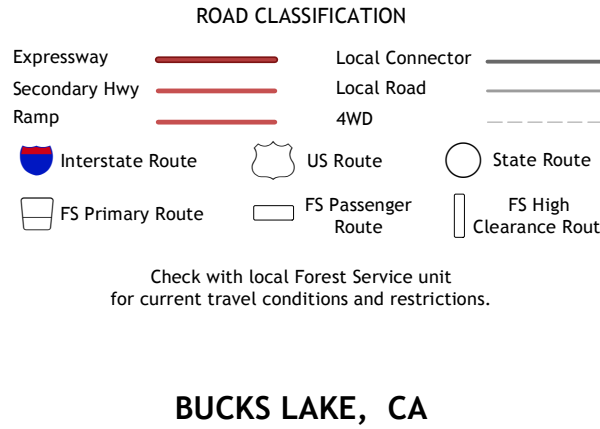 ROAD CLASSIFICATION
Expressway
Local Connector
Secondary Hwy
Local Road
Ramp
4WD
Interstate Route
US Route
State Route
FS Primary Route
FS Passenger
Route
FS High
Clearance Rout
Check with local Forest Service unit
for current travel conditions and restrictions.
BUCKS LAKE, CA